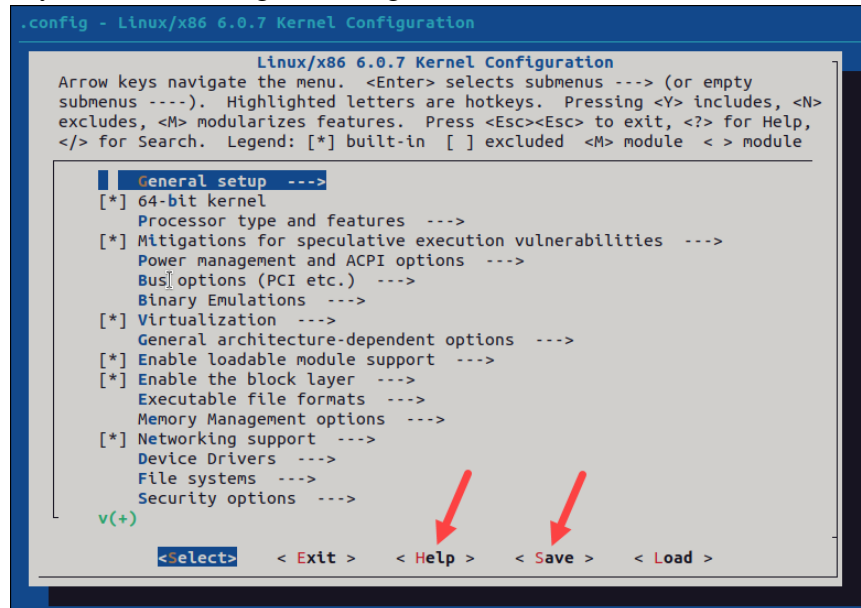 .config - Linux/x86 6.0.7 Kernel Configuration
Linux/x86 6.0.7 Kernel Configuration
Arrow keys navigate the menu.  <Enter> selects submenus ---> (or empty
submenus ----).  Highlighted letters are hotkeys.  Pressing <Y> includes, <N>
excludes, <M> modularizes features.  Press <Esc><Esc> to exit, <?> for Help,
</> for Search.  Legend: [*] built-in  [ ] excluded  <M> module  < > module
General setup  --->
[*] 64-bit kernel
Processor type and features  --->
[*] Mitigations for speculative execution vulnerabilities  --->
Power management and ACPI options  --->
Bus options (PCI etc.)  --->
Binary Emulations  --->
[*] Virtualization  --->
General architecture-dependent options  --->
[*] Enable loadable module support  --->
[*] Enable the block layer  --->
Executable file formats  --->
Memory Management options  --->
[*] Networking support  --->
Device Drivers  --->
File systems  --->
Security options  --->
v(+)
<Select>    < Exit >    < Help >    < Save >    < Load >